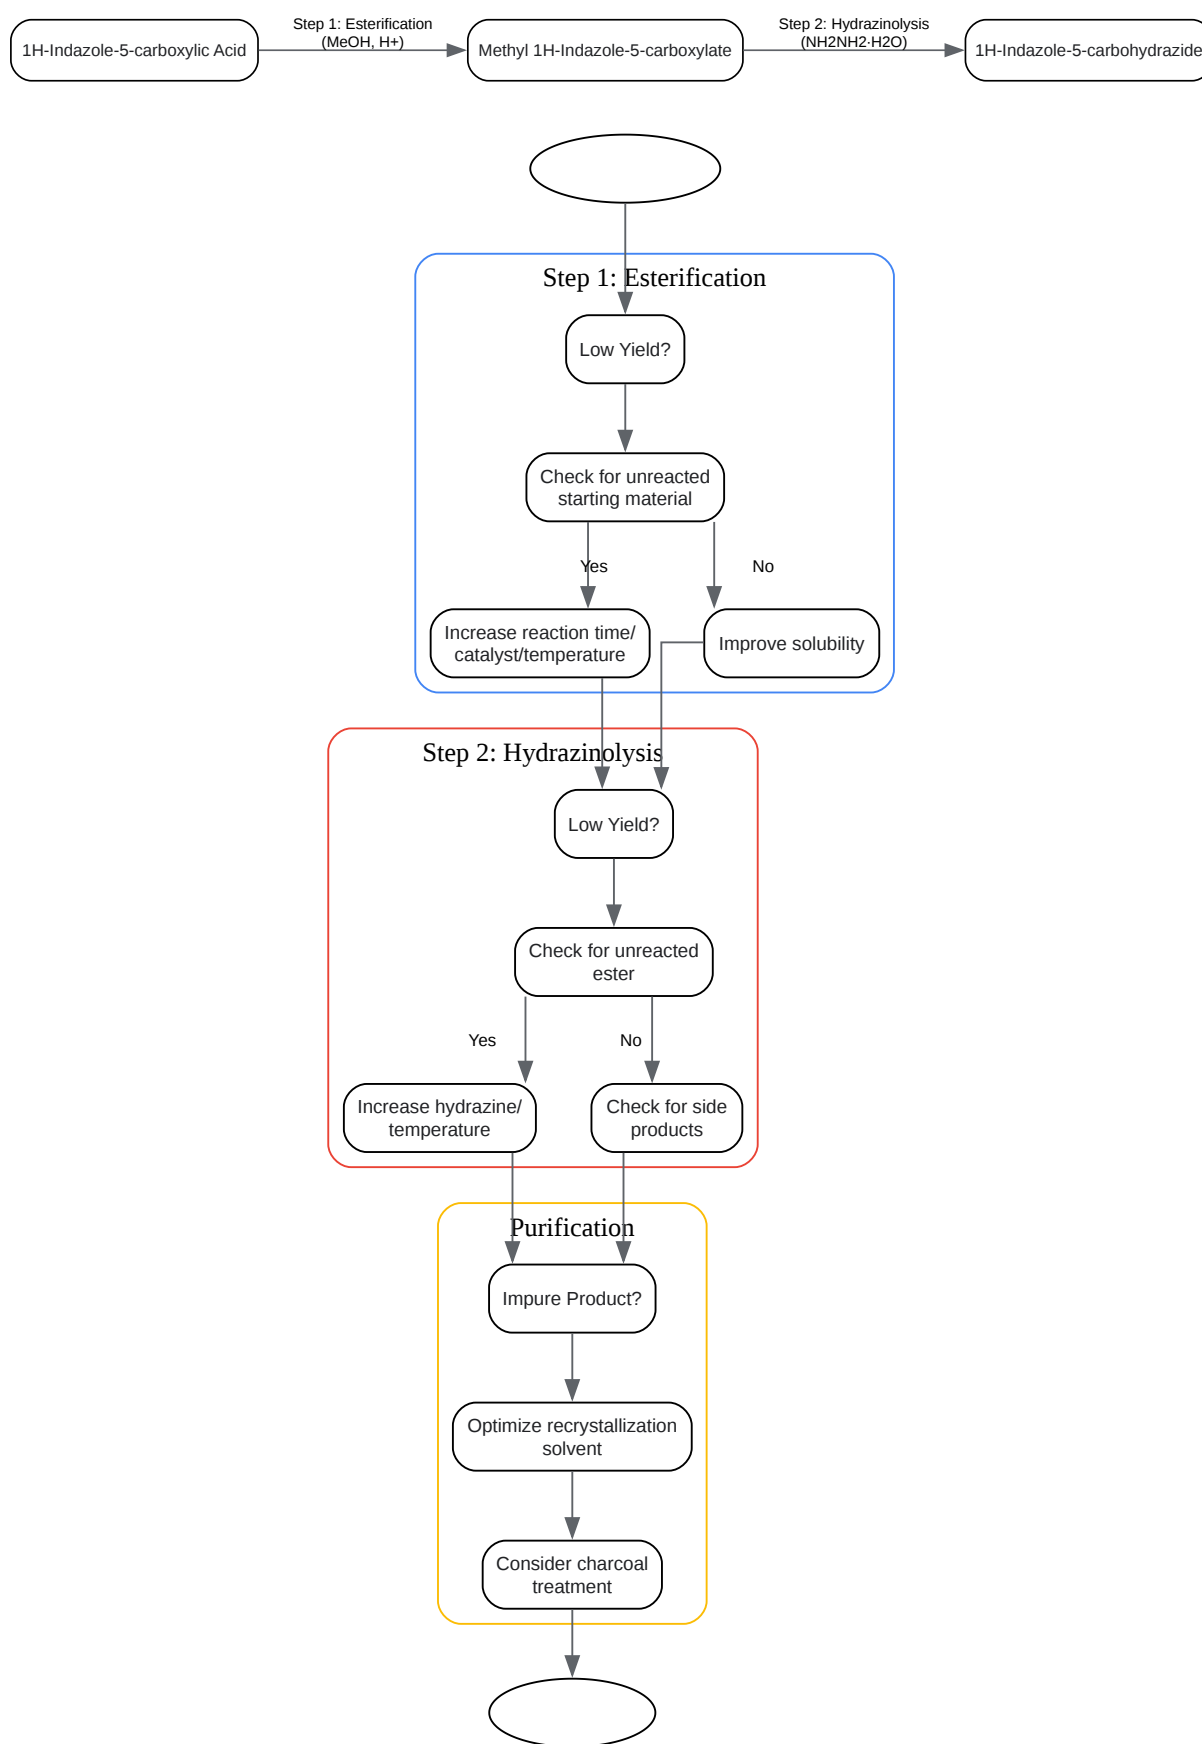 Step 1: Esterification
(MeOH, H+)
Step 2: Hydrazinolysis
(NH2NH2·H2O)
1H-Indazole-5-carboxylic Acid
Methyl 1H-Indazole-5-carboxylate
1H-Indazole-5-carbohydrazide
Step 1: Esterification
Low Yield?
Check for unreacted
starting material
Yes
No
Increase reaction time/
catalyst/temperature
Improve solubility
Step 2: Hydrazinolysis
Low Yield?
Check for unreacted
ester
Yes
No
Increase hydrazine/
temperature
Check for side
products
Purification
Impure Product?
Optimize recrystallization
solvent
Consider charcoal
treatment